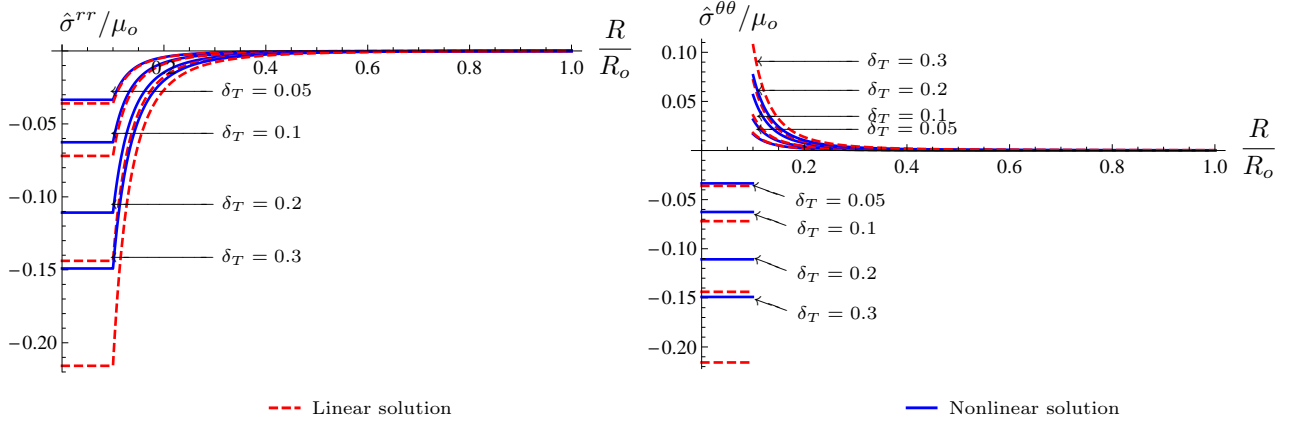 σ̂^{rr}/μ_o
R/R_o
0.2 0.4 0.6 0.8 1.0
−0.05
−0.10
−0.15
−0.20
δ_T = 0.05
δ_T = 0.1
δ_T = 0.2
δ_T = 0.3
σ̂^{θθ}/μ_o
0.10
0.05
−0.05
−0.10
−0.15
−0.20
δ_T = 0.3
δ_T = 0.2
δ_T = 0.1
δ_T = 0.05
R/R_o
0.2 0.4 0.6 0.8 1.0
δ_T = 0.05
δ_T = 0.1
δ_T = 0.2
δ_T = 0.3
Linear solution
Nonlinear solution